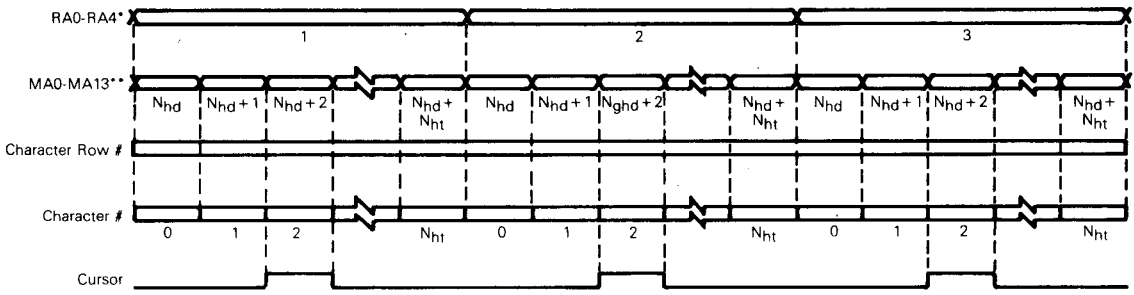 RA0-RA4*
1 2 3
MA0-MA13**
Nhd Nhd + 1 Nhd + 2 Nhd + Nht Nhd Nhd + 1 Nghd + 2 Nhd + Nht Nhd Nhd + 1 Nhd + 2 Nhd + Nht
Character Row #
Character #
0 1 2 Nht 0 1 2 Nht 0 1 2 Nht
Cursor